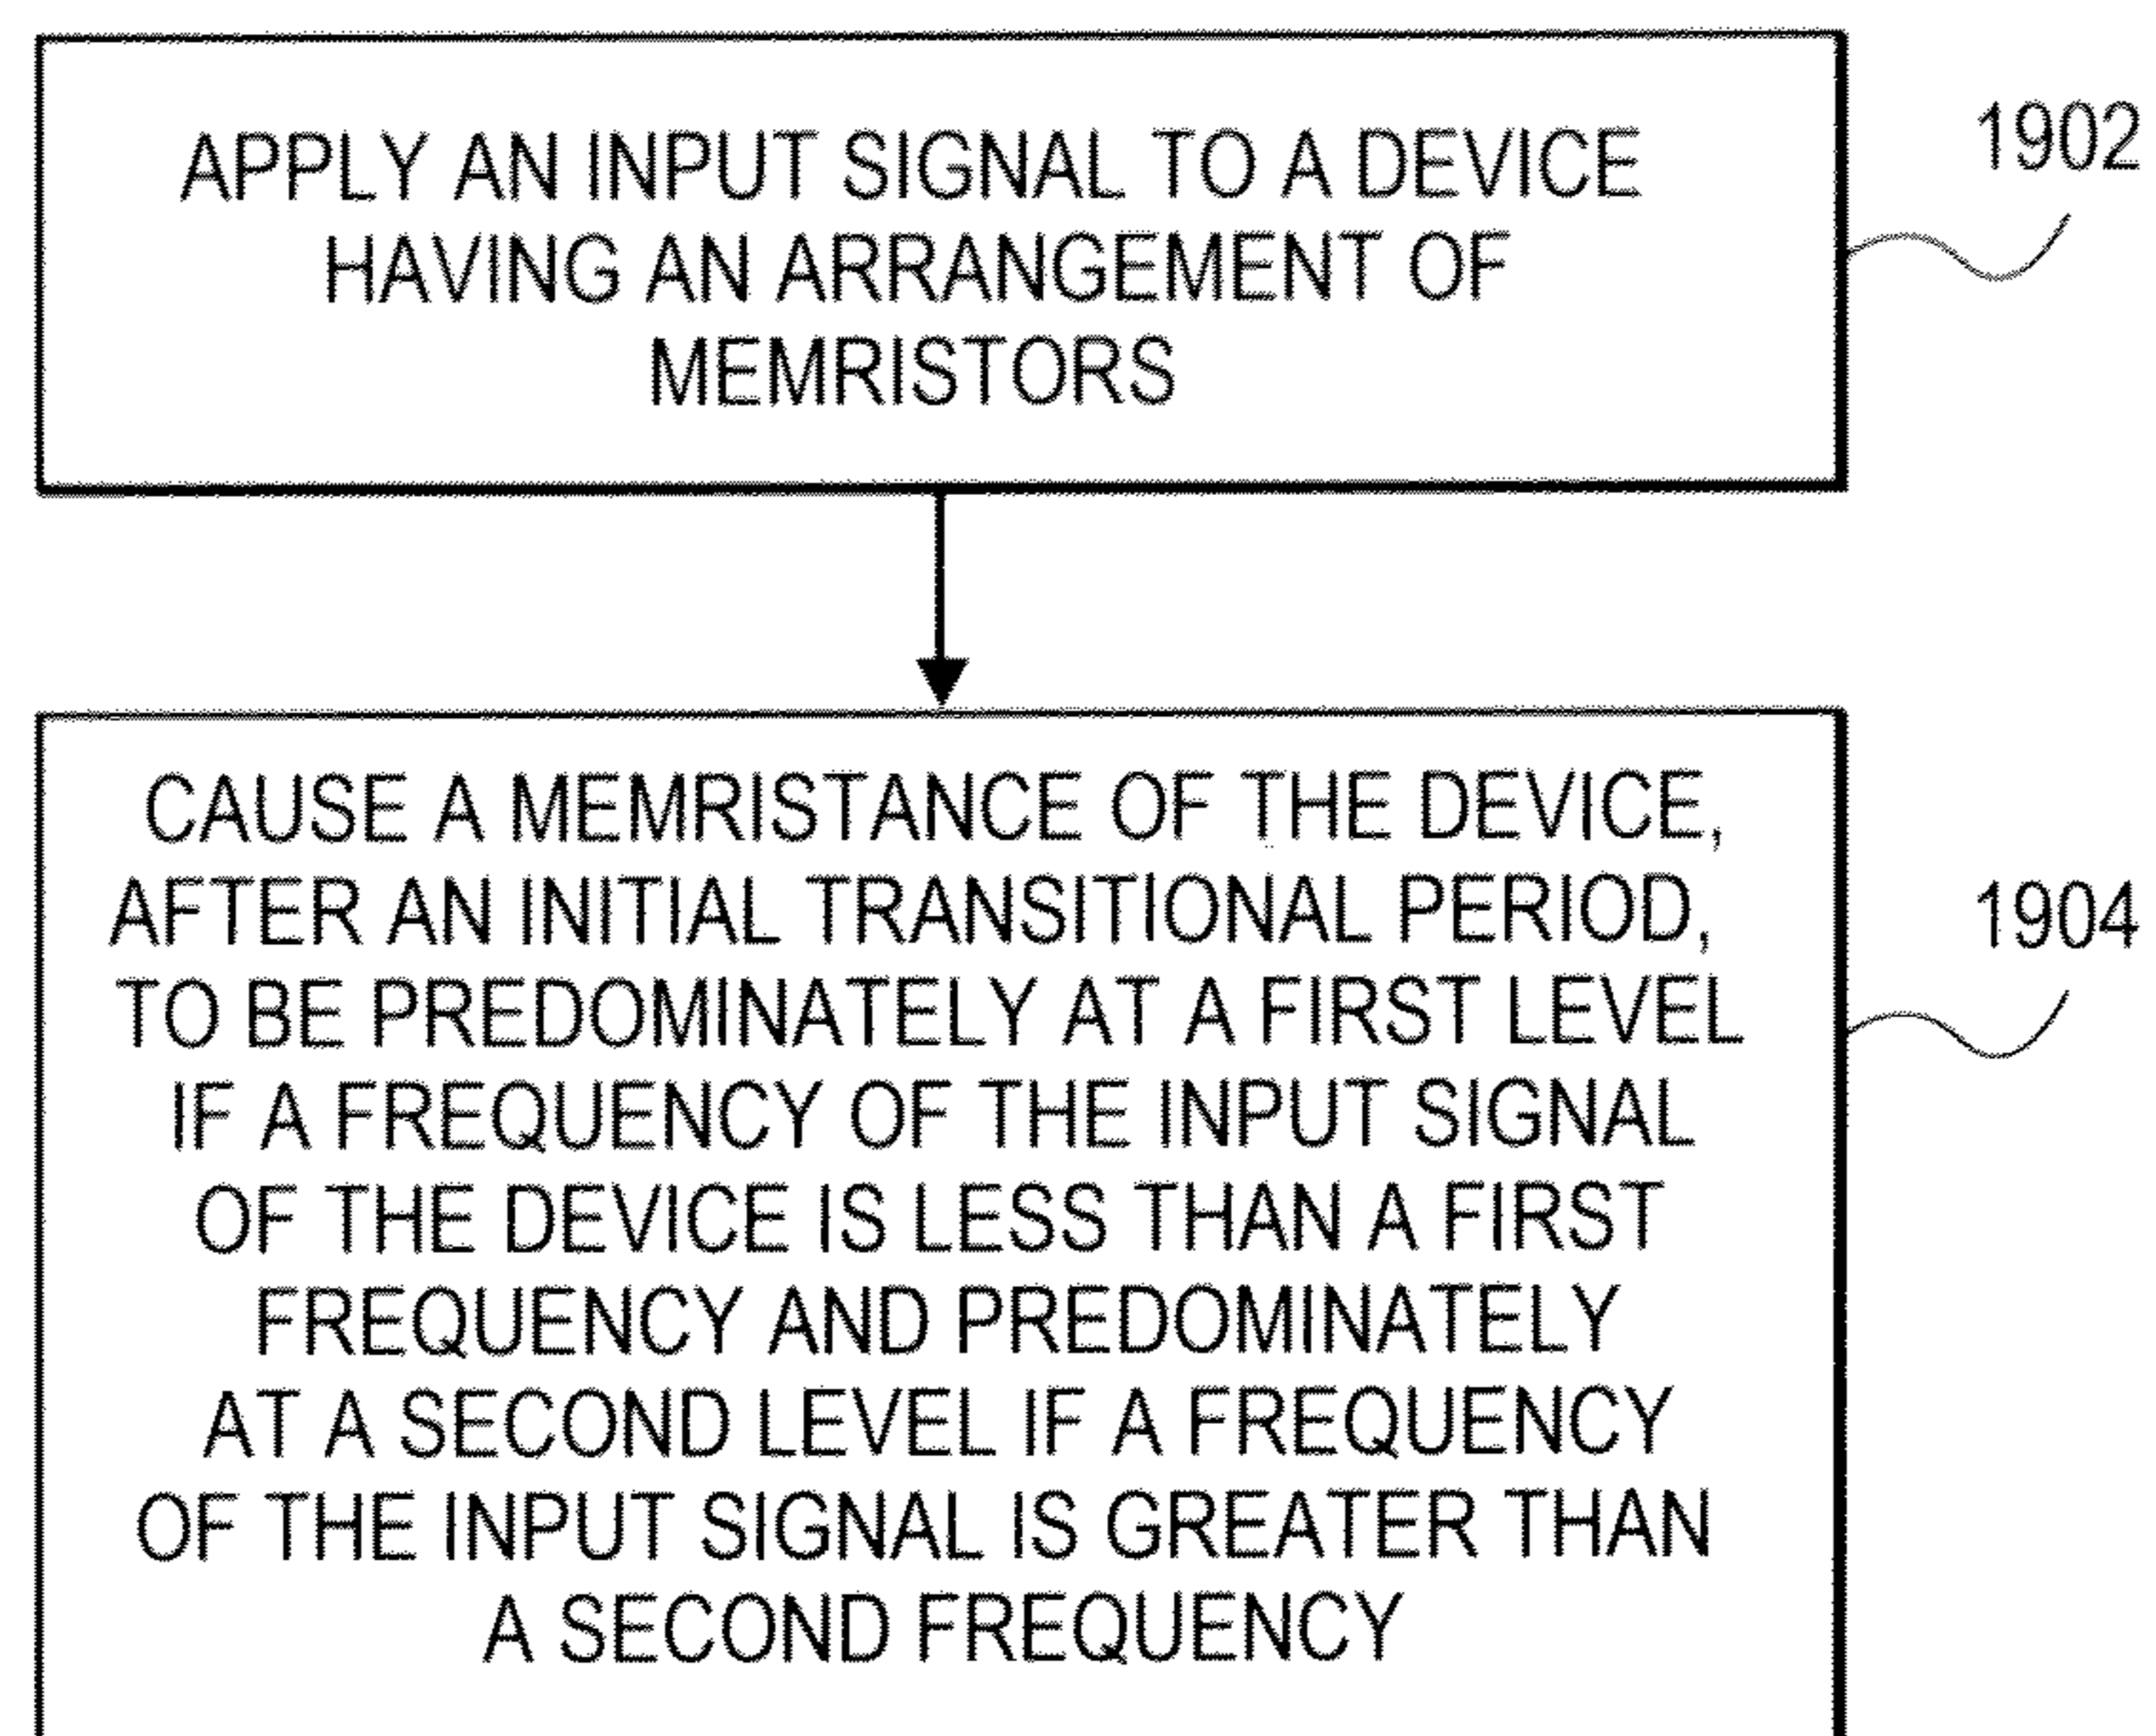 APPLY AN INPUT SIGNAL TO A DEVICE
HAVING AN ARRANGEMENT OF
MEMRISTORS
1902
CAUSE A MEMRISTANCE OF THE DEVICE,
AFTER AN INITIAL TRANSITIONAL PERIOD,
TO BE PREDOMINATELY AT A FIRST LEVEL
IF A FREQUENCY OF THE INPUT SIGNAL
OF THE DEVICE IS LESS THAN A FIRST
FREQUENCY AND PREDOMINATELY
AT A SECOND LEVEL IF A FREQUENCY
OF THE INPUT SIGNAL IS GREATER THAN
A SECOND FREQUENCY
1904